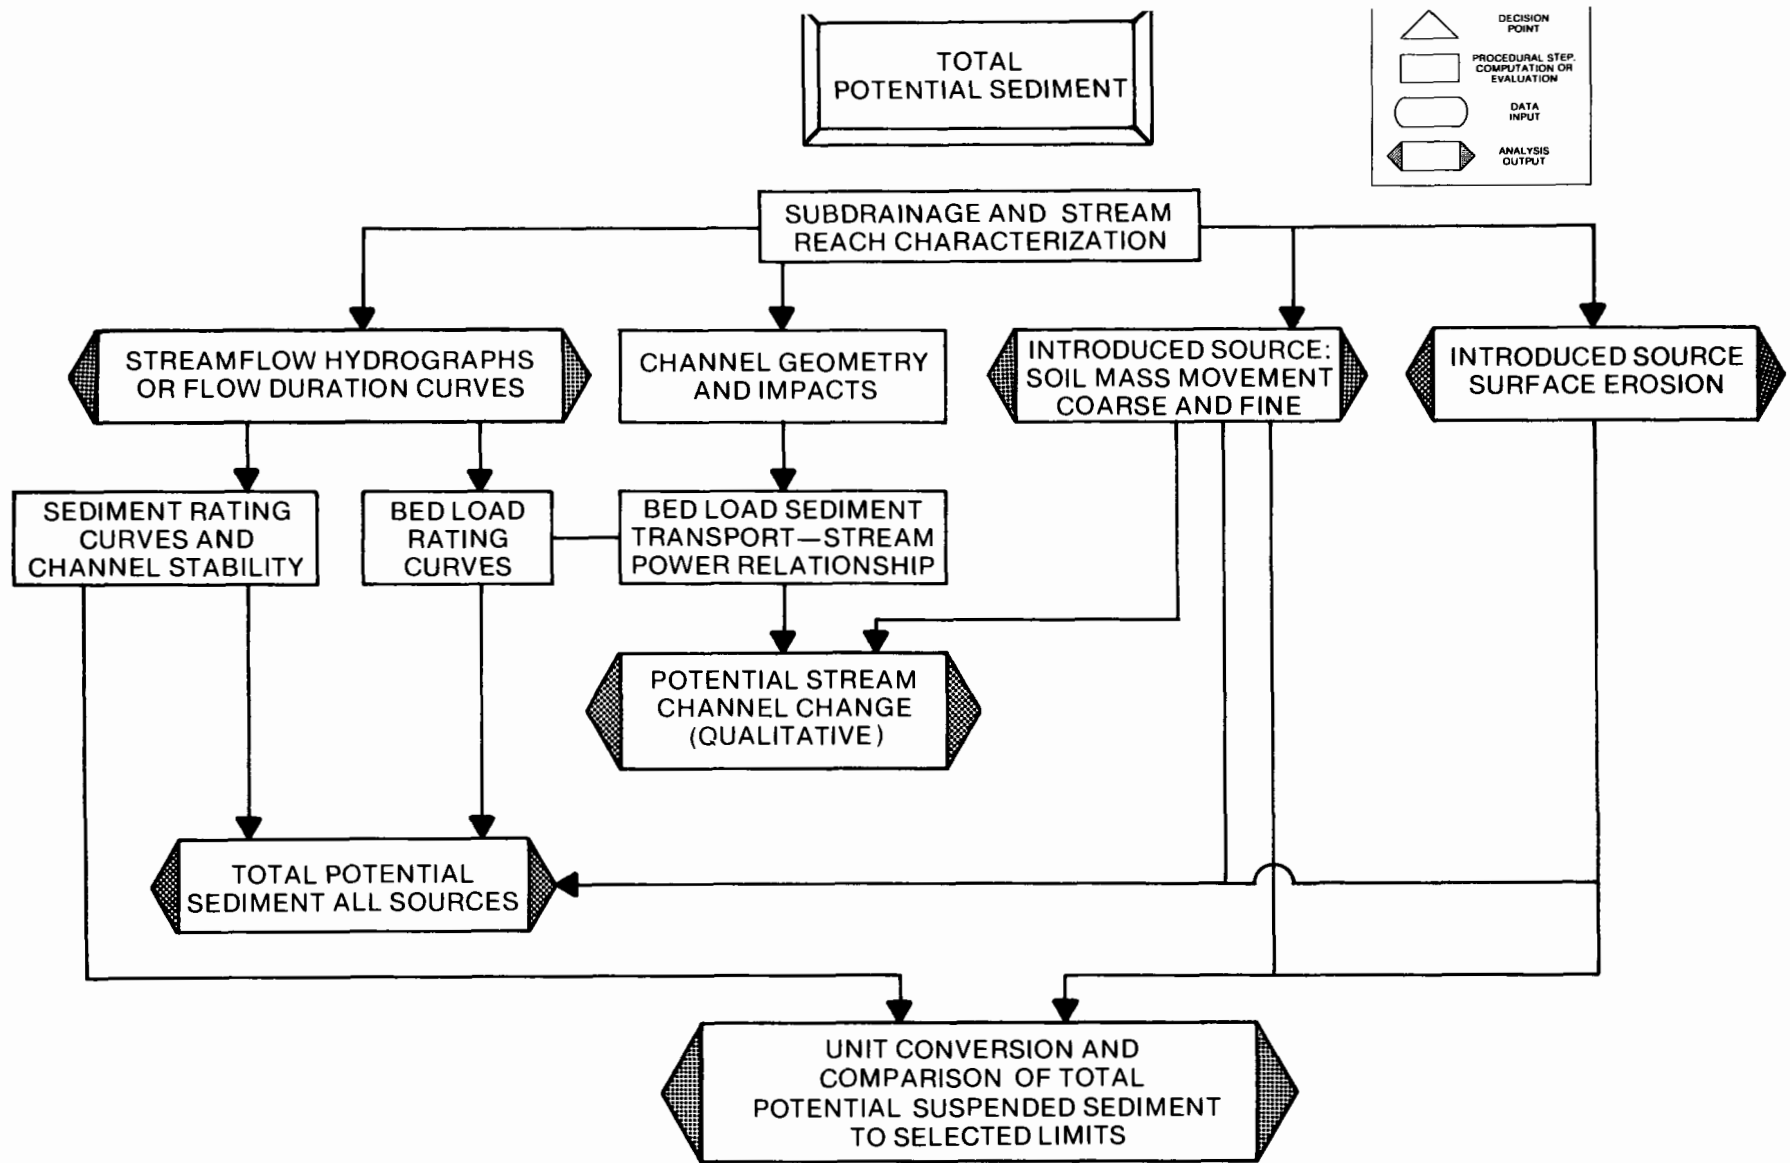 TOTAL
POTENTIAL SEDIMENT
DECISION
POINT
PROCEDURAL STEP.
COMPUTATION OR
EVALUATION
DATA
INPUT
ANALYSIS
OUTPUT
SUBDRAINAGE AND STREAM
REACH CHARACTERIZATION
STREAMFLOW HYDROGRAPHS
OR FLOW DURATION CURVES
CHANNEL GEOMETRY
AND IMPACTS
INTRODUCED SOURCE:
SOIL MASS MOVEMENT
COARSE AND FINE
INTRODUCED SOURCE
SURFACE EROSION
SEDIMENT RATING
CURVES AND
CHANNEL STABILITY
BED LOAD
RATING
CURVES
BED LOAD SEDIMENT
TRANSPORT—STREAM
POWER RELATIONSHIP
POTENTIAL STREAM
CHANNEL CHANGE
(QUALITATIVE)
TOTAL POTENTIAL
SEDIMENT ALL SOURCES
UNIT CONVERSION AND
COMPARISON OF TOTAL
POTENTIAL SUSPENDED SEDIMENT
TO SELECTED LIMITS